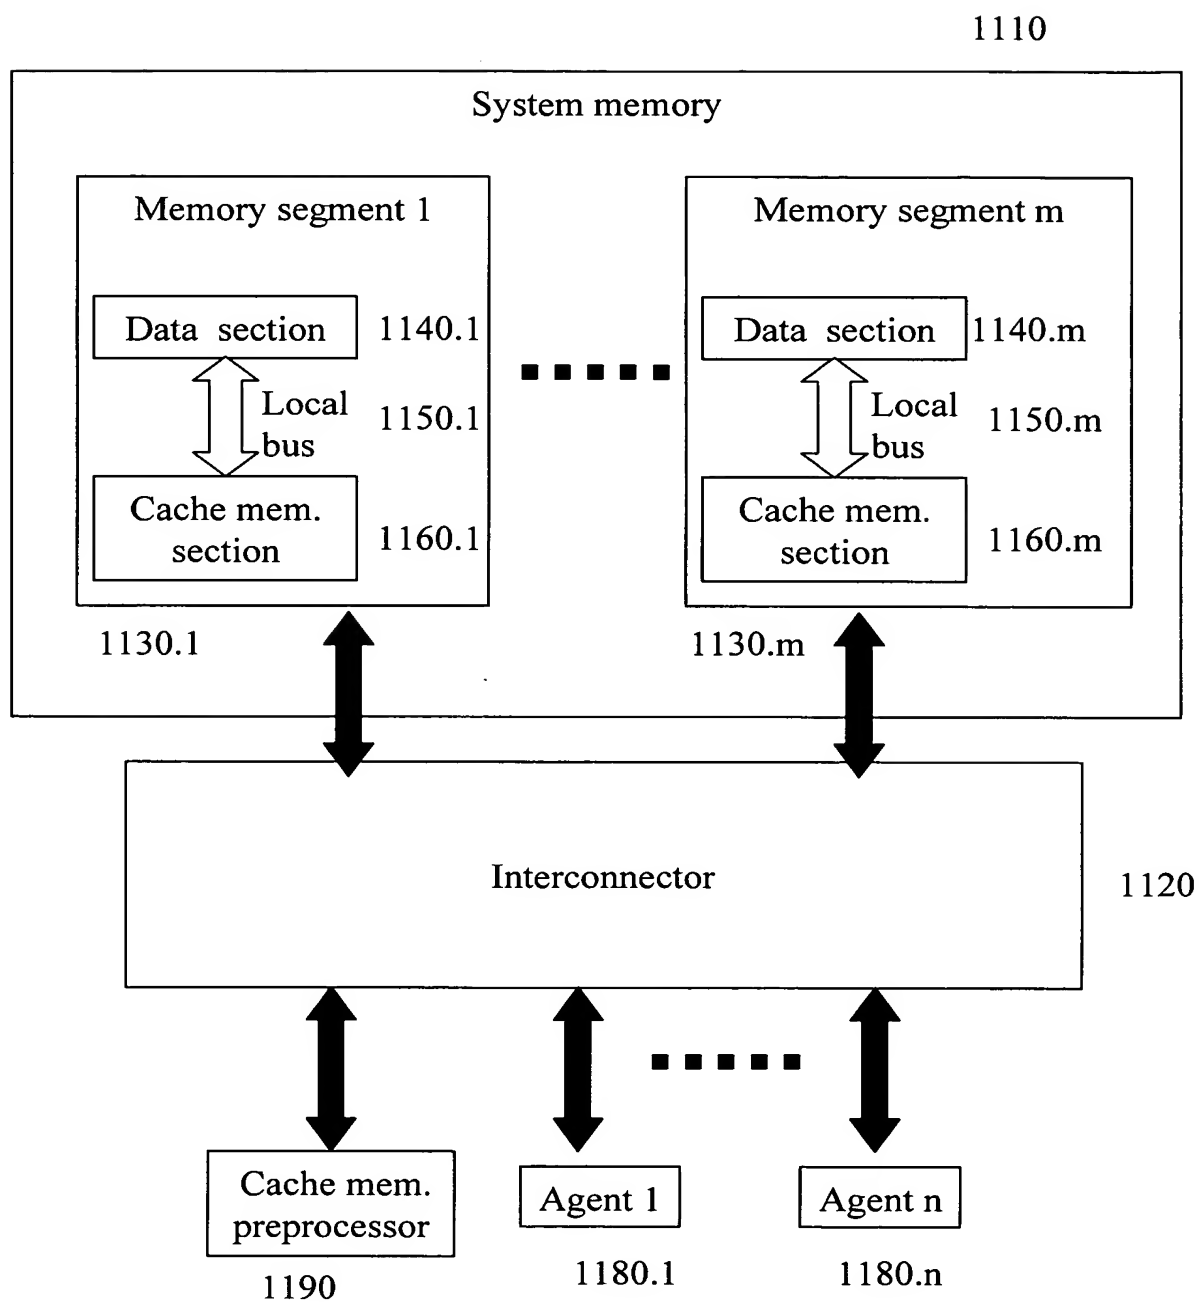 1110
System memory
Memory segment 1
Memory segment m
Data section
1140.1
Data section
1140.m
Local
bus
1150.1
Local
bus
1150.m
Cache mem.
section
1160.1
Cache mem.
section
1160.m
1130.1
1130.m
Interconnector
1120
Cache mem.
preprocessor
Agent 1
Agent n
1190
1180.1
1180.n